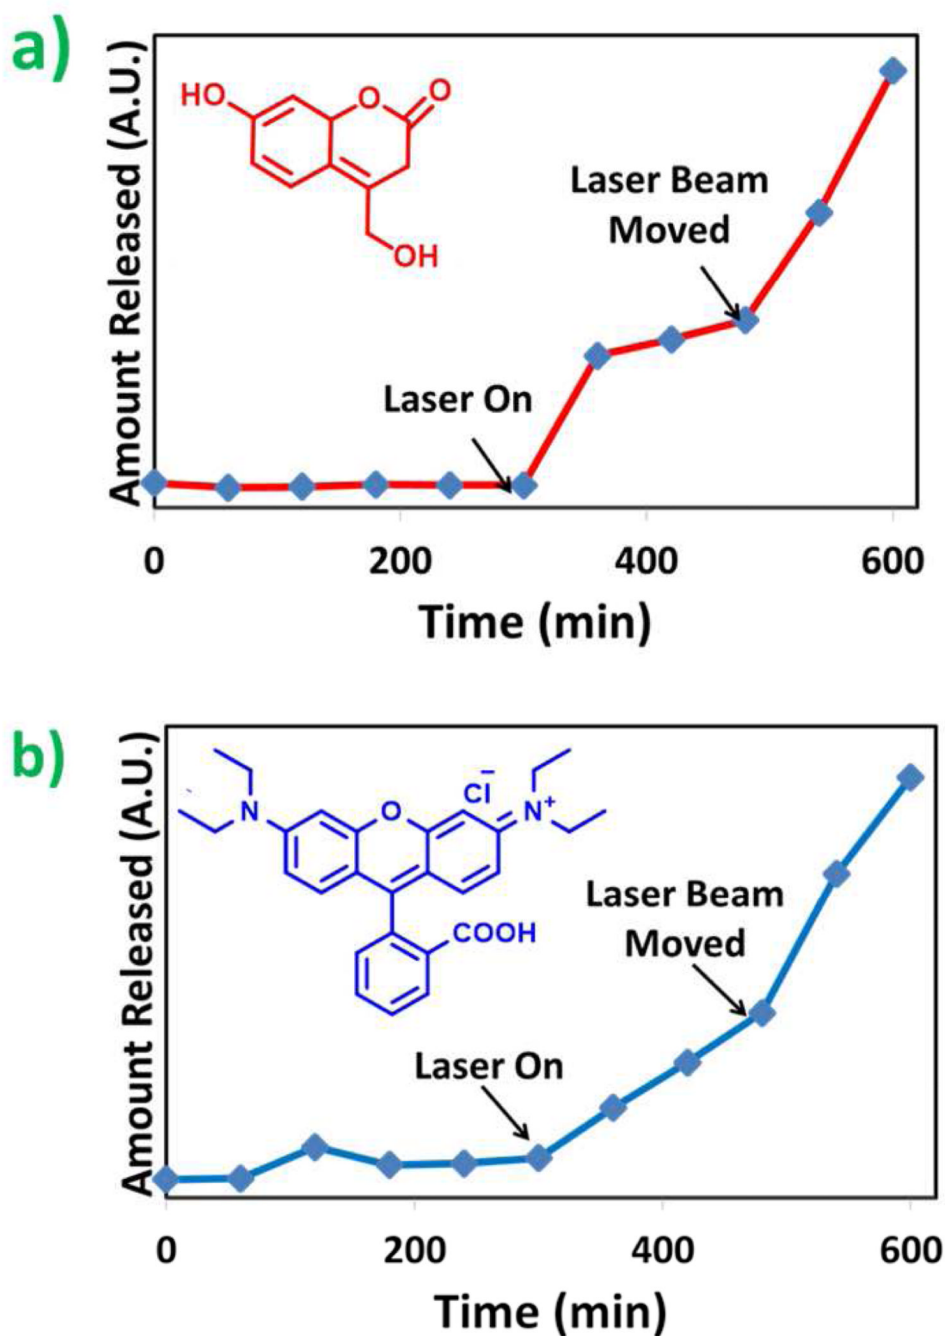 a)
Amount Released (A.U.)
HO
O
O
OH
Laser Beam
Moved
Laser On
0
200
400
600
Time (min)
b)
Amount Released (A.U.)
N
O
Cl
−
N+
COOH
Laser Beam
Moved
Laser On
0
200
400
600
Time (min)